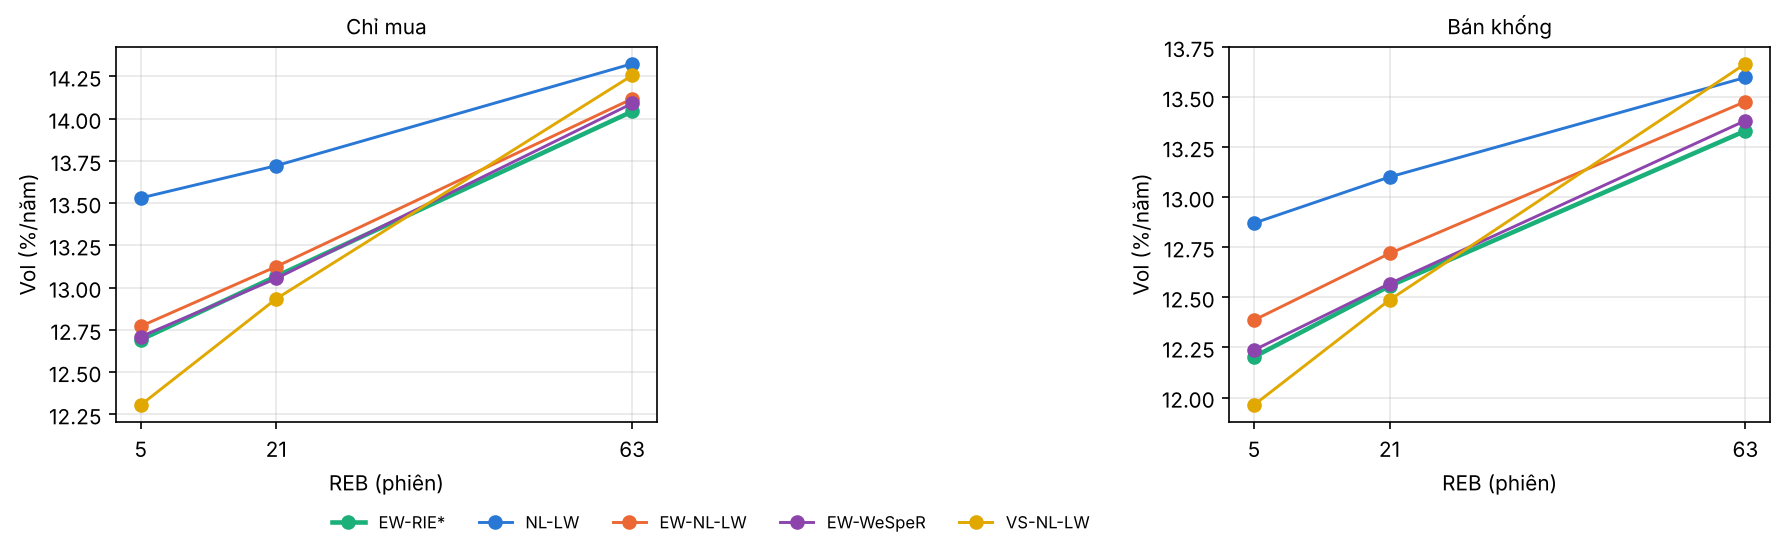 Chỉ mua
14.25
14.00
13.75
13.50
13.25
13.00
12.75
12.50
12.25
Vol (%/năm)
5 21 63
REB (phiên)
Bán khống
13.75
13.50
13.25
13.00
12.75
12.50
12.25
12.00
Vol (%/năm)
5 21 63
REB (phiên)
EW-RIE* NL-LW EW-NL-LW EW-WeSpeR VS-NL-LW